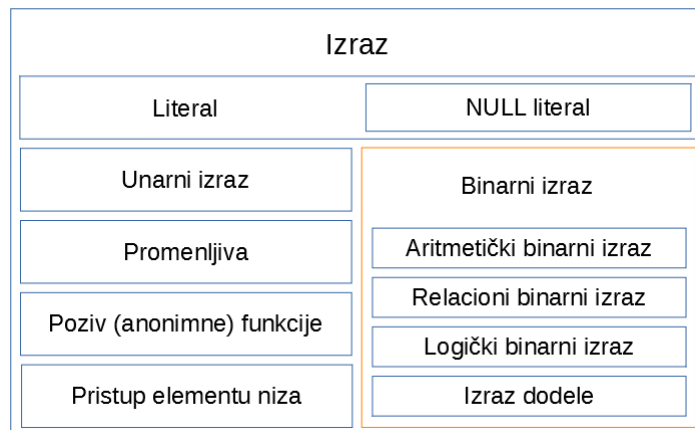 Izraz
Literal
NULL literal
Unarni izraz
Promenljiva
Poziv (anonimne) funkcije
Pristup elementu niza
Binarni izraz
Aritmetički binarni izraz
Relacioni binarni izraz
Logički binarni izraz
Izraz dodele